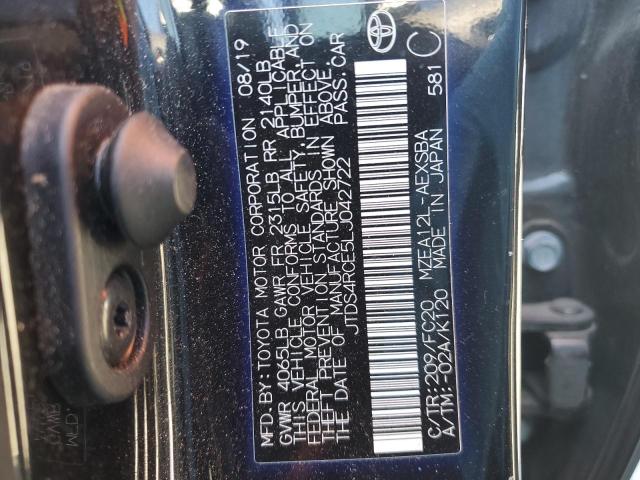 MFD.BY:TOYOTA MOTOR CORPORATION 08/19
GVWR 4065LB GAWR FR 2315LB RR 2140LB
THIS VEHICLE CONFORMS TO ALL APPLICABLE
FEDERAL MOTOR VEHICLE SAFETY, BUMPER AND
THEFT PREVENTION STANDARDS IN EFFECT ON
THE DATE OF MANUFACTURE SHOWN ABOVE.
JTDS4RCE5LJ042722 PASS.CAR
C/TR:209/FC20 MZEA12L-AEXSBA
A/TM:-02A/K120 MADE IN JAPAN 581 C